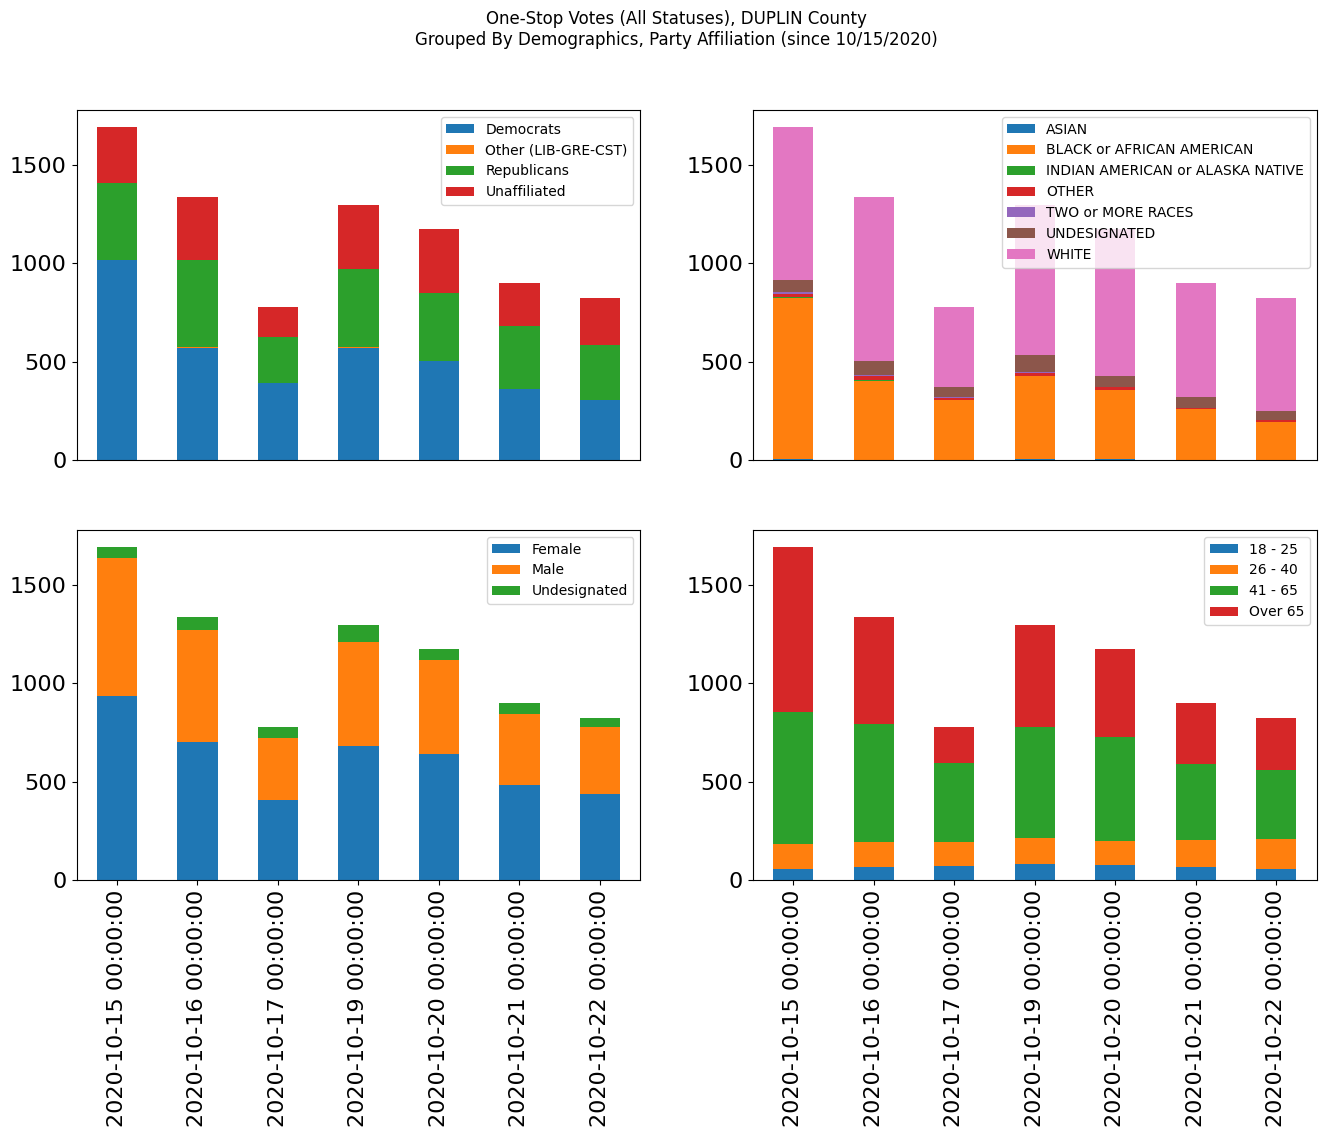 One-Stop Votes (All Statuses), DUPLIN County
Grouped By Demographics, Party Affiliation (since 10/15/2020)
1500
1000
500
0
Democrats
Other (LIB-GRE-CST)
Republicans
Unaffiliated
1500
1000
500
0
ASIAN
BLACK or AFRICAN AMERICAN
INDIAN AMERICAN or ALASKA NATIVE
OTHER
TWO or MORE RACES
UNDESIGNATED
WHITE
1500
1000
500
0
Female
Male
Undesignated
2020-10-15 00:00:00
2020-10-16 00:00:00
2020-10-17 00:00:00
2020-10-19 00:00:00
2020-10-20 00:00:00
2020-10-21 00:00:00
2020-10-22 00:00:00
1500
1000
500
0
18 - 25
26 - 40
41 - 65
Over 65
2020-10-15 00:00:00
2020-10-16 00:00:00
2020-10-17 00:00:00
2020-10-19 00:00:00
2020-10-20 00:00:00
2020-10-21 00:00:00
2020-10-22 00:00:00